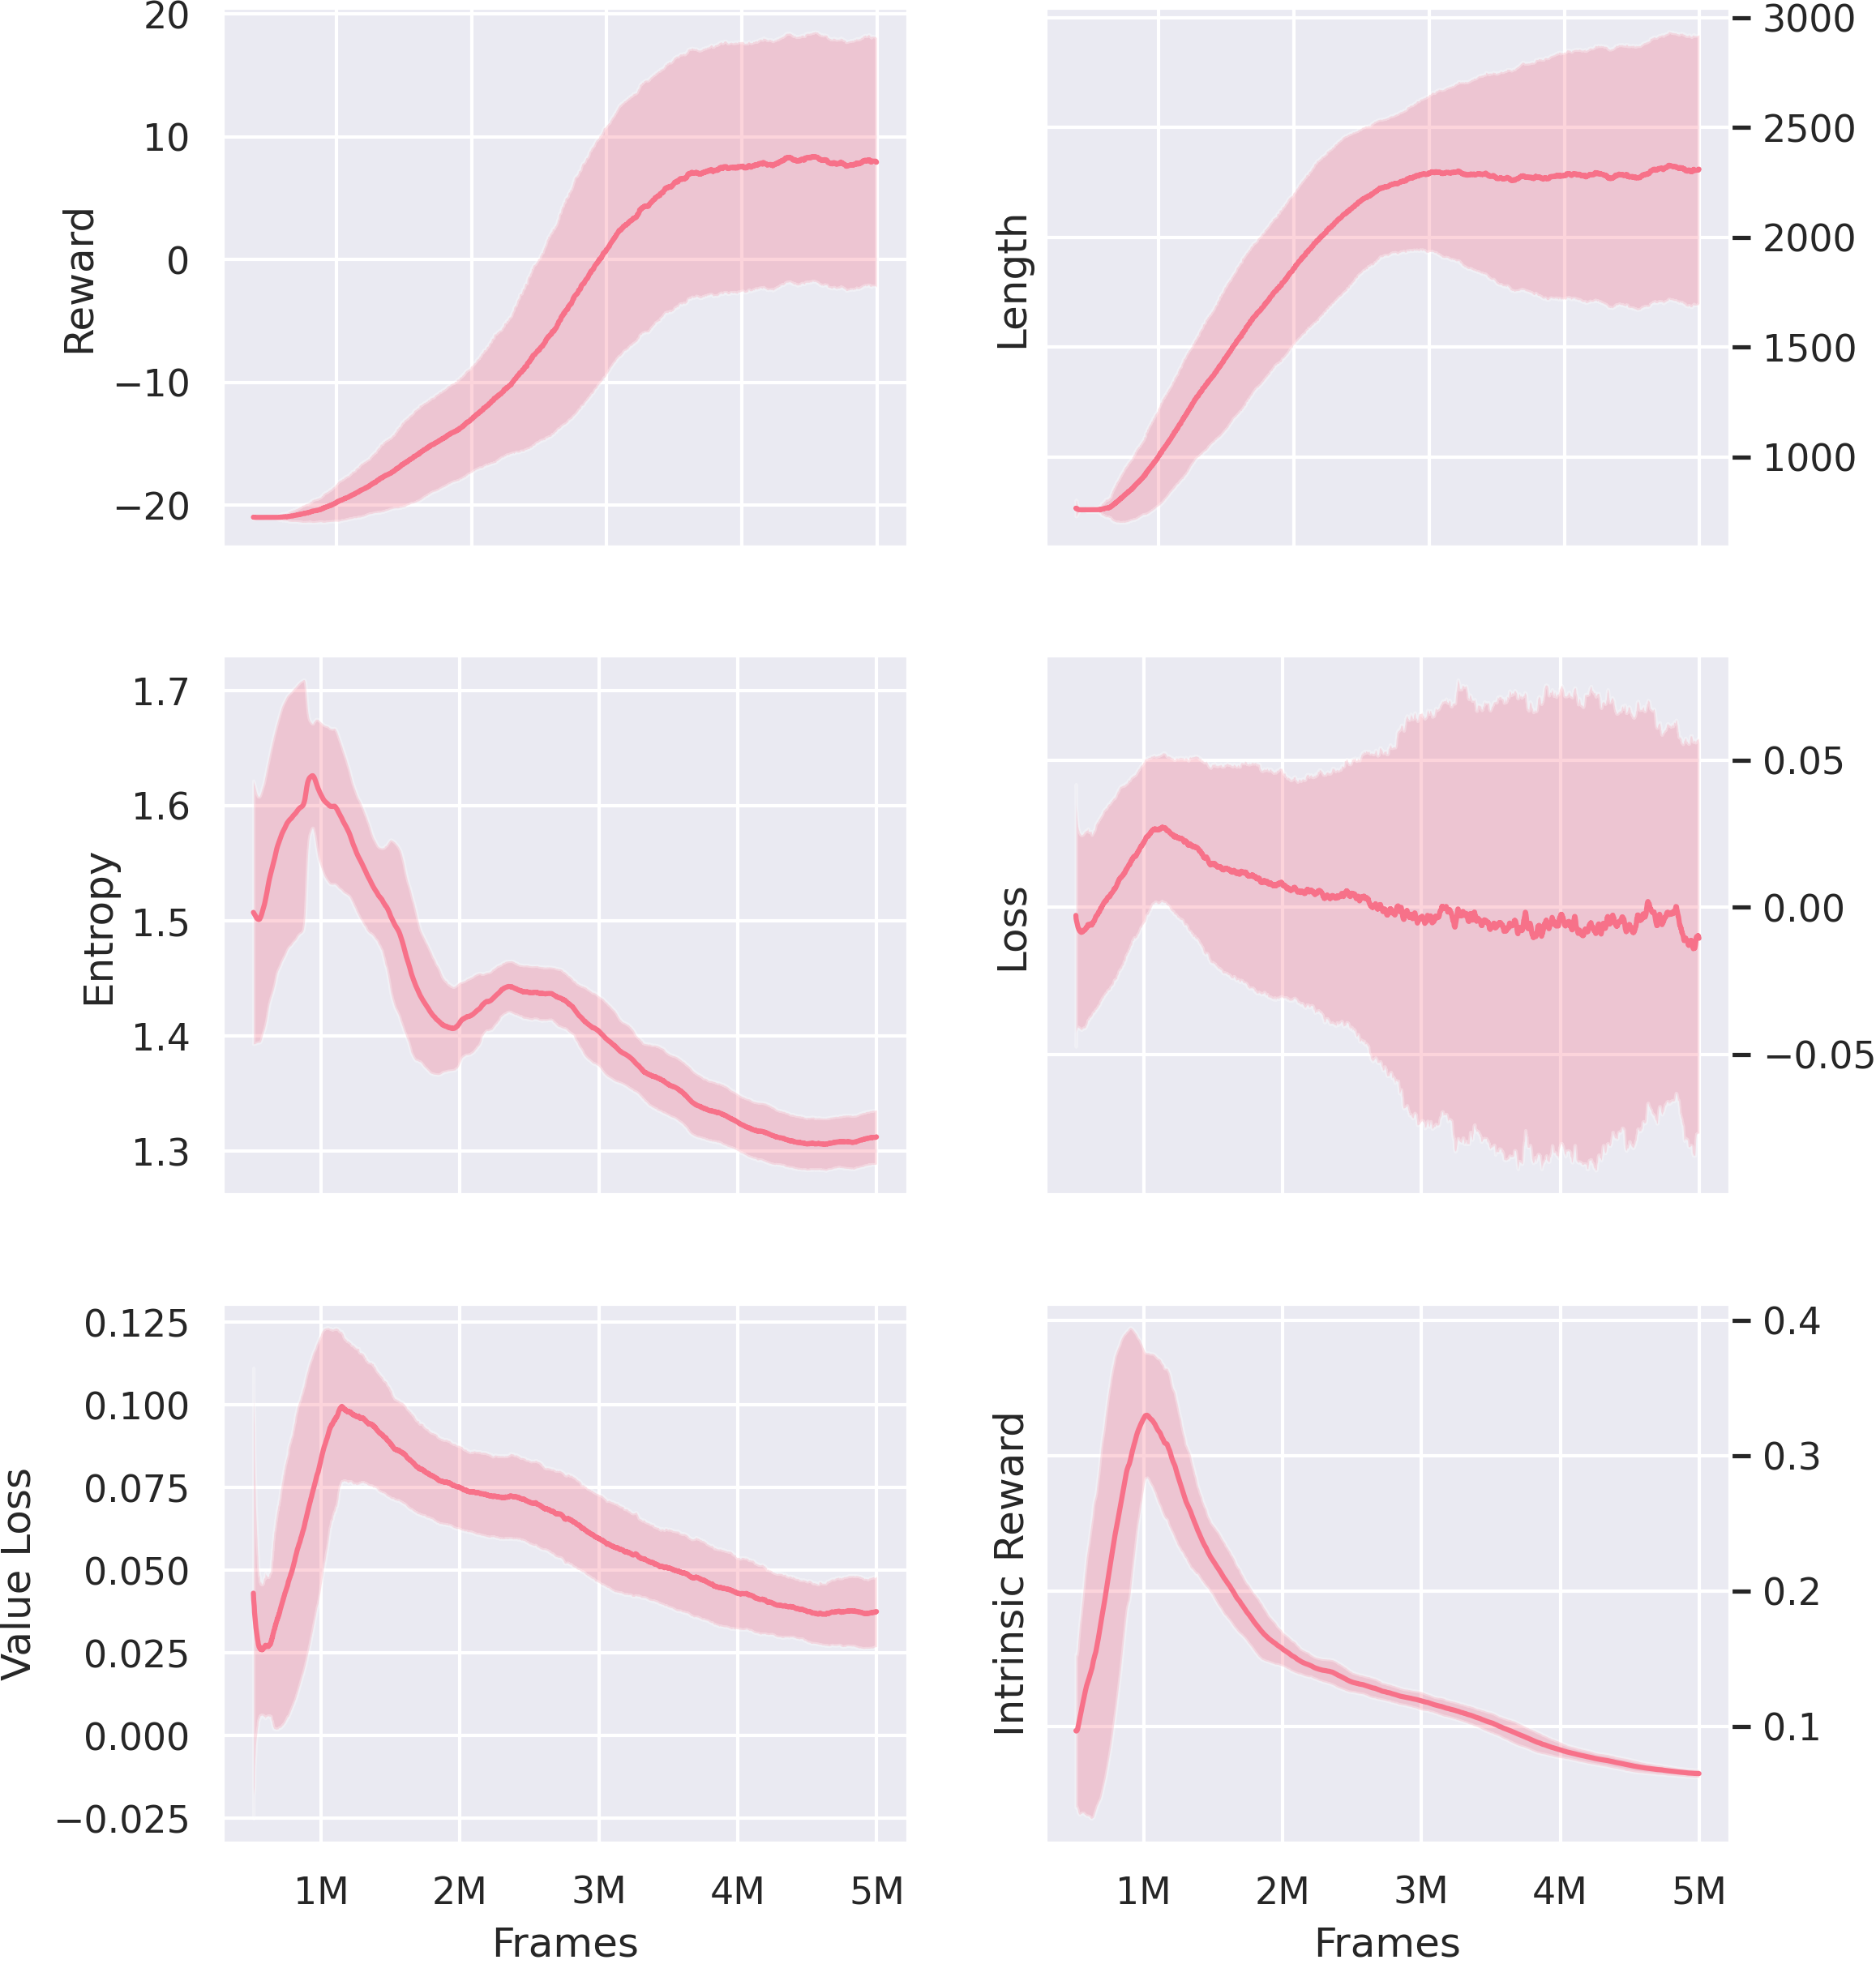 20
10
0
−10
−20
Reward
3000
2500
2000
1500
1000
Length
1.7
1.6
1.5
1.4
1.3
Entropy
0.05
0.00
−0.05
Loss
0.125
0.100
0.075
0.050
0.025
0.000
−0.025
Value Loss
1M 2M 3M 4M 5M
Frames
0.4
0.3
0.2
0.1
Intrinsic Reward
1M 2M 3M 4M 5M
Frames